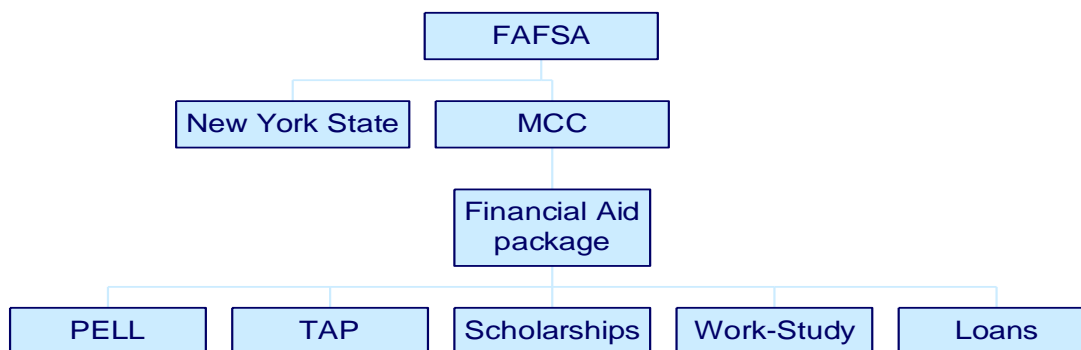 FAFSA
New York State
MCC
Financial Aid
package
PELL
TAP
Scholarships
Work-Study
Loans